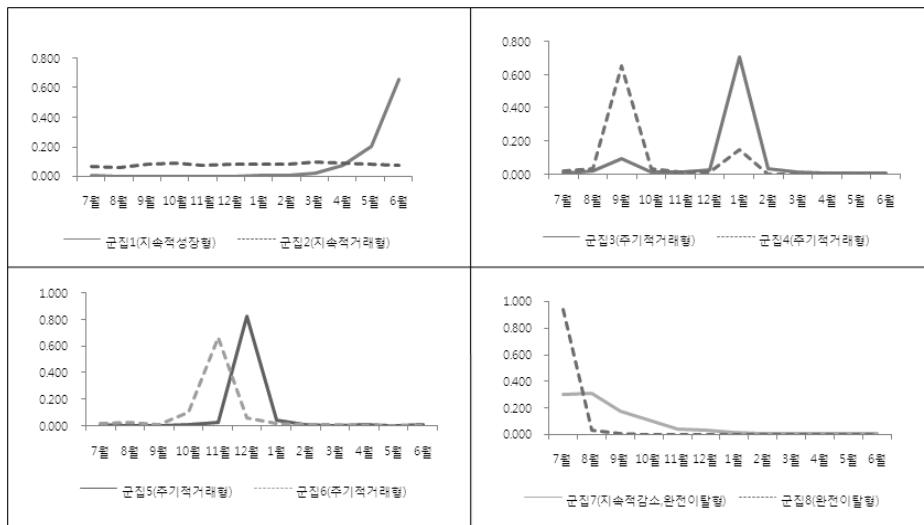 0.800
0.600
0.400
0.200
0.000
7월 8월 9월 10월 11월 12월 1월 2월 3월 4월 5월 6월
군집1(지속적성장형) 군집2(지속적거래형)
0.800
0.600
0.400
0.200
0.000
7월 8월 9월 10월 11월 12월 1월 2월 3월 4월 5월 6월
군집3(주기적거래형) 군집4(주기적거래형)
1.000
0.800
0.600
0.400
0.200
0.000
7월 8월 9월 10월 11월 12월 1월 2월 3월 4월 5월 6월
군집5(주기적거래형) 군집6(주기적거래형)
1.000
0.800
0.600
0.400
0.200
0.000
7월 8월 9월 10월 11월 12월 1월 2월 3월 4월 5월 6월
군집7(지속적감소,완전이탈형) 군집8(완전이탈형)